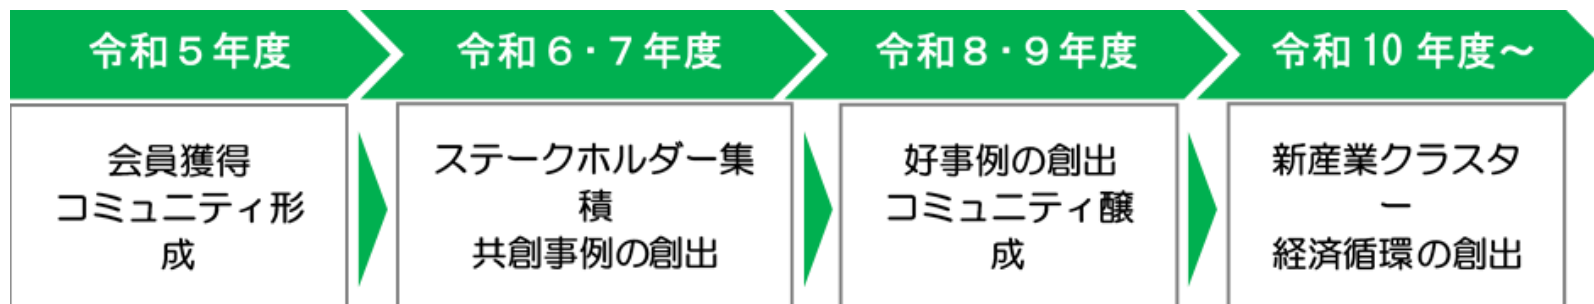 令和５年度
令和６・７年度
令和８・９年度
令和 10 年度～
会員獲得
コミュニティ形
成
ステークホルダー集
積
共創事例の創出
好事例の創出
コミュニティ醸
成
新産業クラスタ
ー
経済循環の創出